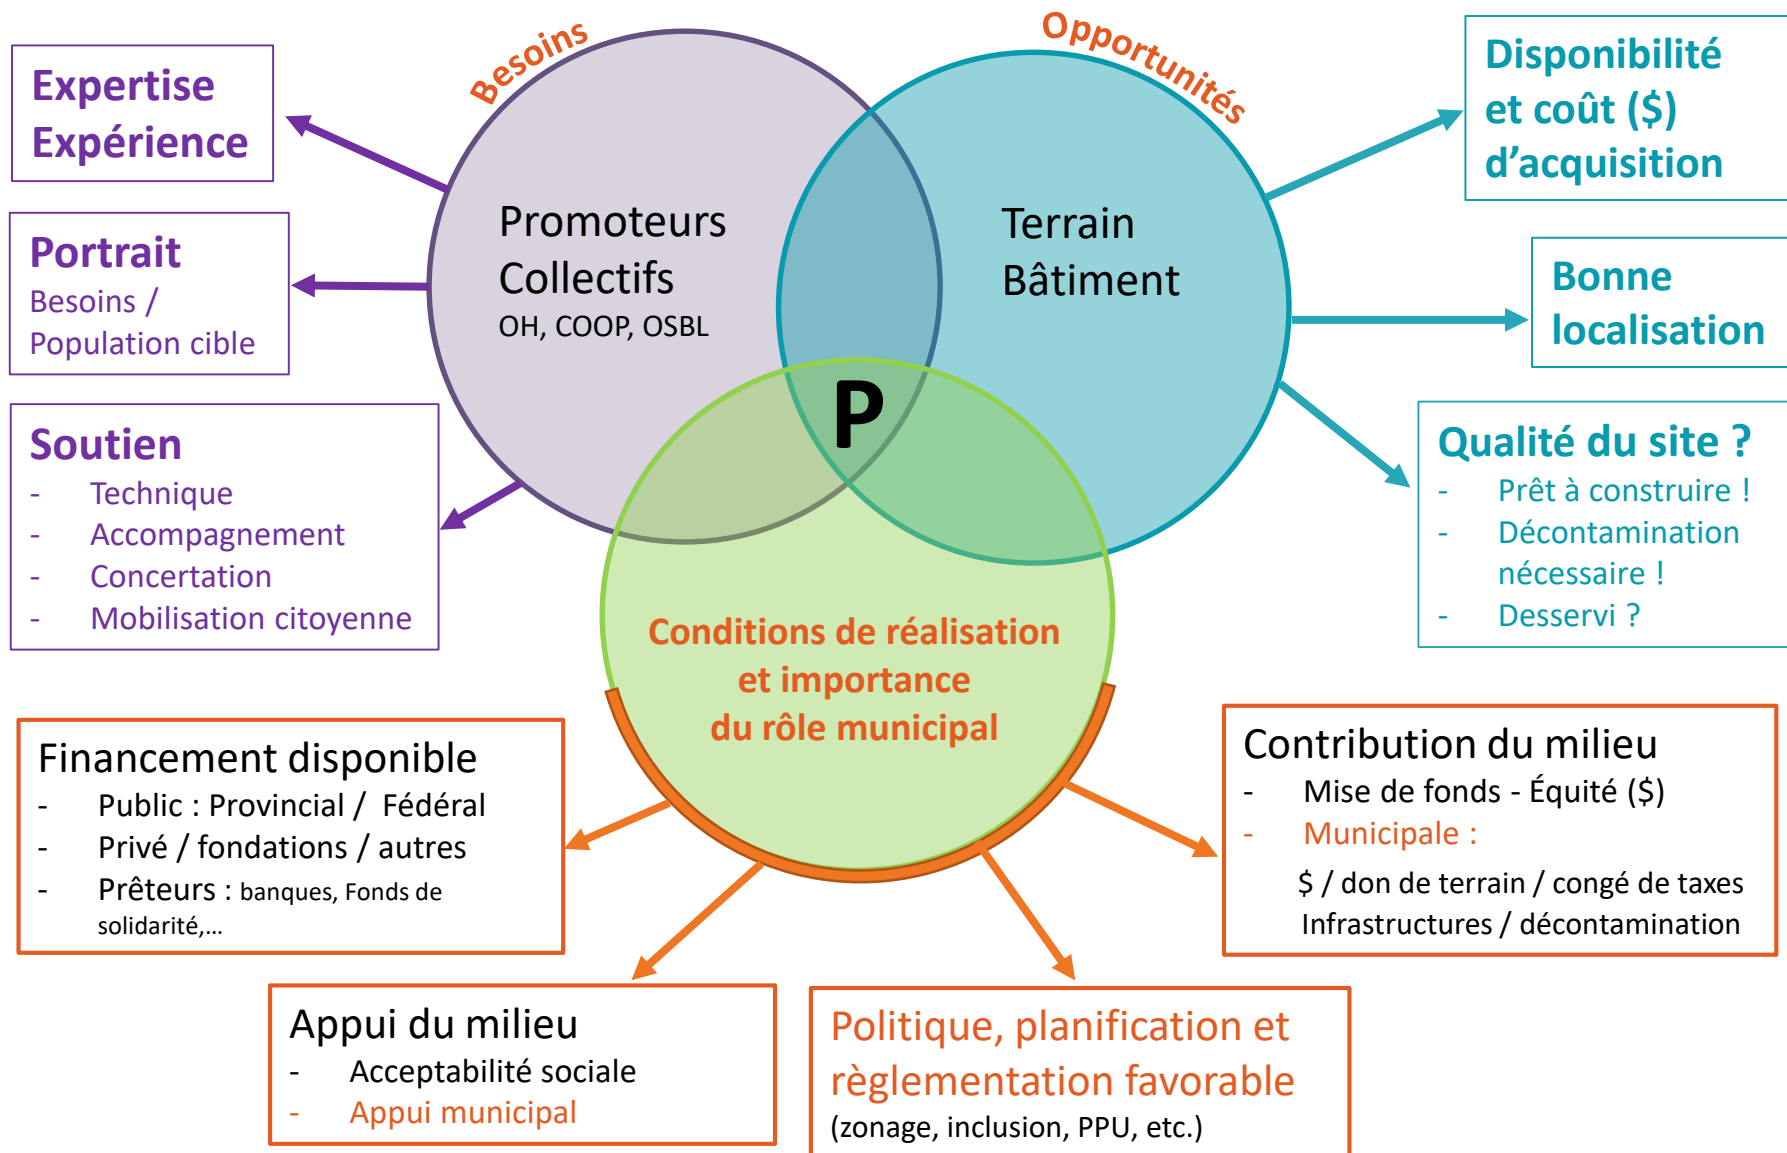 Besoins
Opportunités
Expertise
Expérience
Portrait
Besoins /
Population cible
Soutien
- Technique
- Accompagnement
- Concertation
- Mobilisation citoyenne
Promoteurs
Collectifs
OH, COOP, OSBL
Terrain
Bâtiment
P
Disponibilité
et coût ($)
d’acquisition
Bonne
localisation
Qualité du site ?
- Prêt à construire !
- Décontamination
nécessaire !
- Desservi ?
Conditions de réalisation
et importance
du rôle municipal
Financement disponible
- Public : Provincial / Fédéral
- Privé / fondations / autres
- Prêteurs : banques, Fonds de
solidarité,...
Appui du milieu
- Acceptabilité sociale
- Appui municipal
Politique, planification et
règlementation favorable
(zonage, inclusion, PPU, etc.)
Contribution du milieu
- Mise de fonds - Équité ($)
- Municipale :
$ / don de terrain / congé de taxes
Infrastructures / décontamination